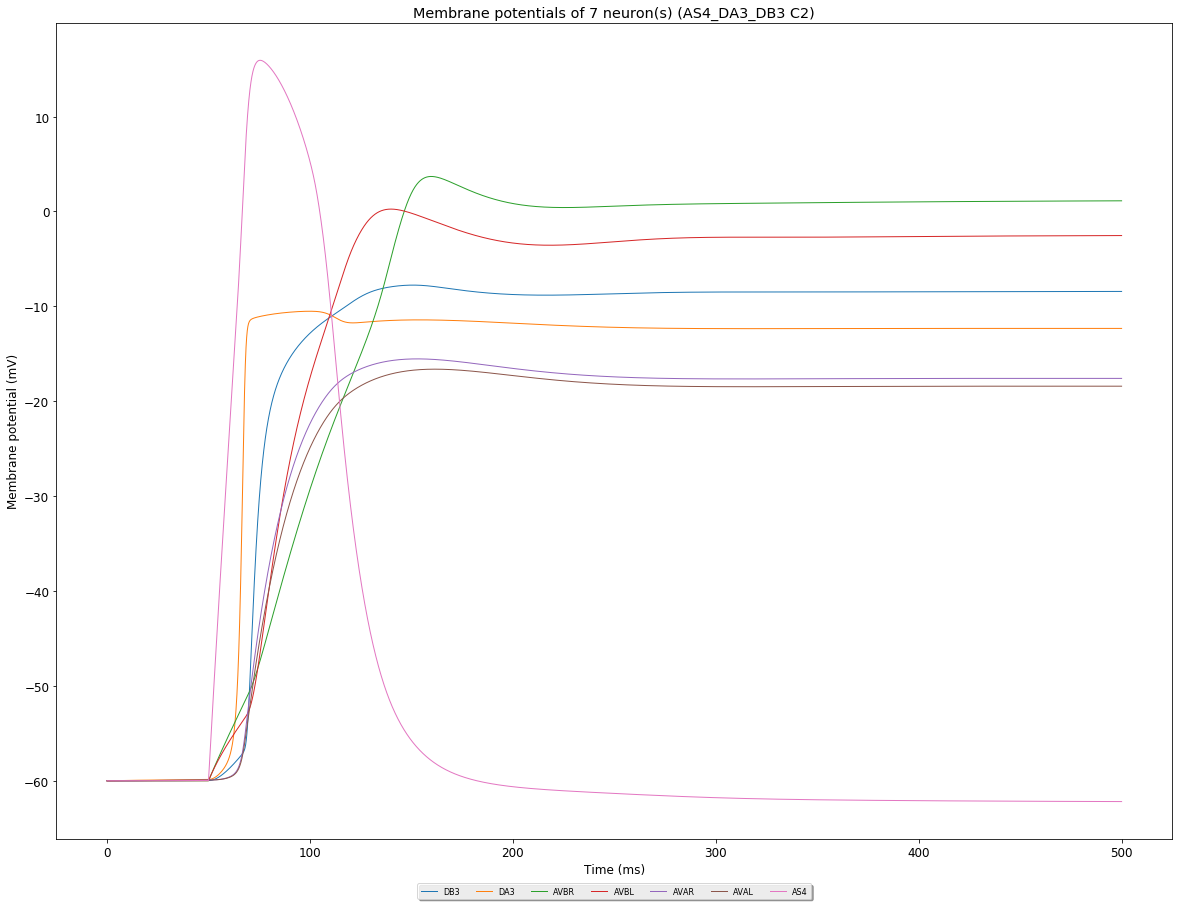 Membrane potentials of 7 neuron(s) (AS4_DA3_DB3 C2)
Membrane potential (mV)
10
0
−10
−20
−30
−40
−50
−60
0 100 200 300 400 500
Time (ms)
DB3 DA3 AVBR AVBL AVAR AVAL AS4